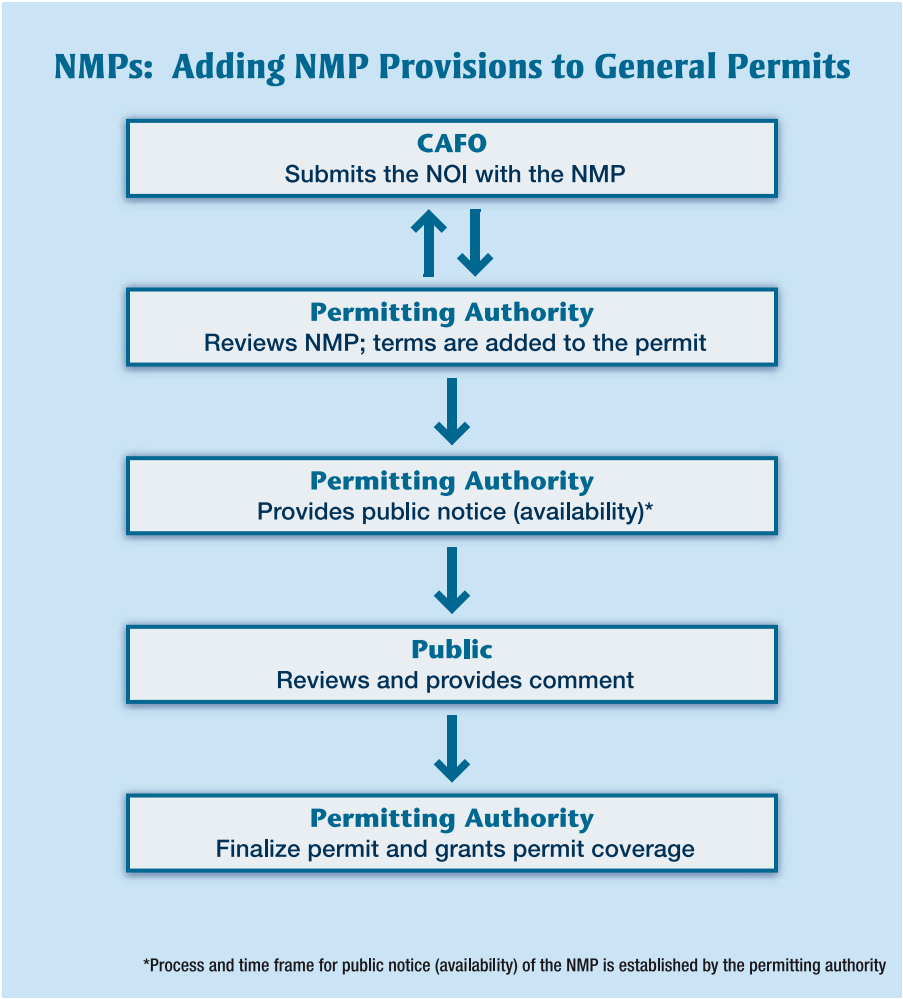 NMPs: Adding NMP Provisions to General Permits
CAFO
Submits the NOI with the NMP
Permitting Authority
Reviews NMP; terms are added to the permit
Permitting Authority
Provides public notice (availability)*
Public
Reviews and provides comment
Permitting Authority
Finalize permit and grants permit coverage
*Process and time frame for public notice (availability) of the NMP is established by the permitting authority